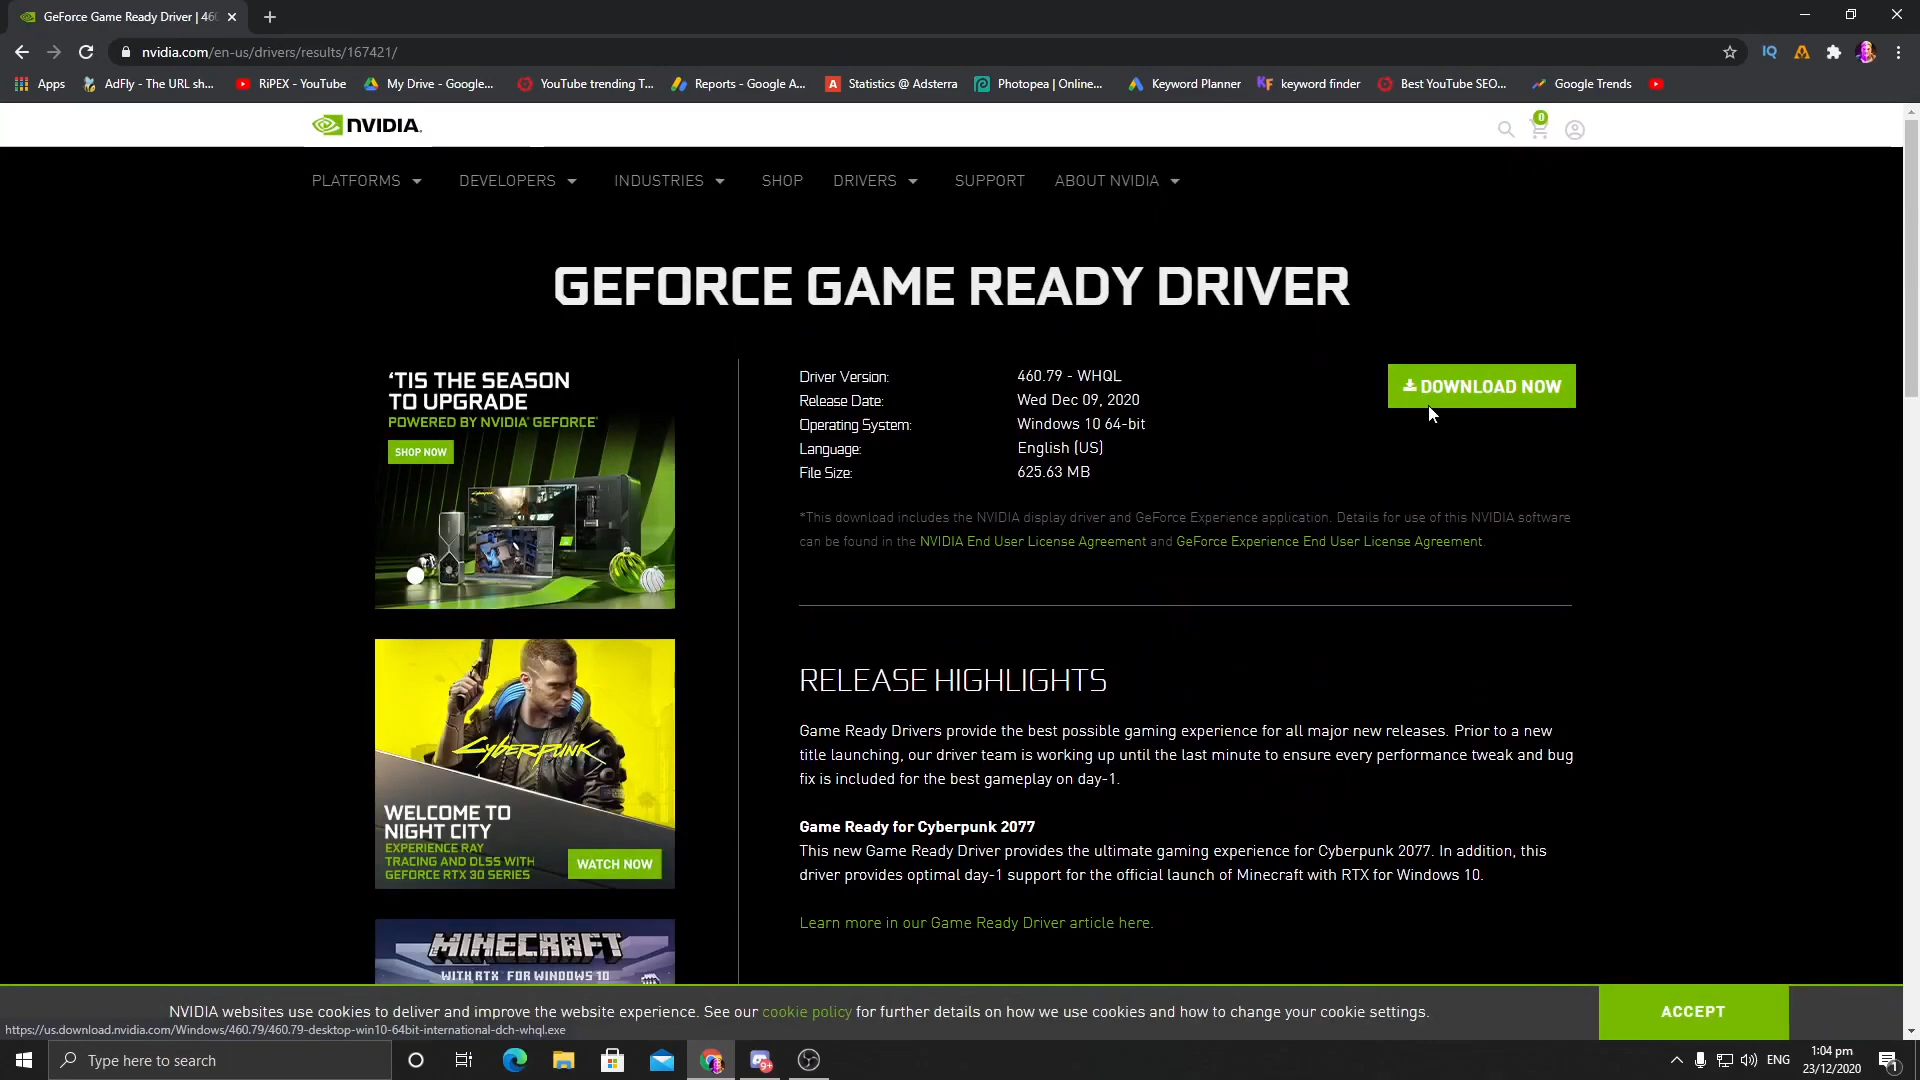 GeForce Game Ready Driver | 460
nvidia.com/en-us/drivers/results/167421/
Apps
AdFly - The URL sh...
RiPEX - YouTube
My Drive - Google...
YouTube trending T...
Reports - Google A...
Statistics @ Adsterra
Photopea | Online...
Keyword Planner
keyword finder
Best YouTube SEO...
Google Trends
NVIDIA.
0
PLATFORMS
DEVELOPERS
INDUSTRIES
SHOP
DRIVERS
SUPPORT
ABOUT NVIDIA
GEFORCE GAME READY DRIVER
'TIS THE SEASON
TO UPGRADE
POWERED BY NVIDIA® GEFORCE®
SHOP NOW
Driver Version: 460.79 - WHQL
Release Date: Wed Dec 09, 2020
Operating System: Windows 10 64-bit
Language: English (US)
File Size: 625.63 MB
DOWNLOAD NOW
*This download includes the NVIDIA display driver and GeForce Experience application. Details for use of this NVIDIA software
can be found in the NVIDIA End User License Agreement and GeForce Experience End User License Agreement.
RELEASE HIGHLIGHTS
Game Ready Drivers provide the best possible gaming experience for all major new releases. Prior to a new
title launching, our driver team is working up until the last minute to ensure every performance tweak and bug
fix is included for the best gameplay on day-1.
Game Ready for Cyberpunk 2077
This new Game Ready Driver provides the ultimate gaming experience for Cyberpunk 2077. In addition, this
driver provides optimal day-1 support for the official launch of Minecraft with RTX for Windows 10.
Learn more in our Game Ready Driver article here.
Cyberpunk
WELCOME TO
NIGHT CITY
EXPERIENCE RAY
TRACING AND DLSS WITH
GEFORCE RTX 30 SERIES
WATCH NOW
MINECRAFT
WITH RTX FOR WINDOWS 10
NVIDIA websites use cookies to deliver and improve the website experience. See our cookie policy for further details on how we use cookies and how to change your cookie settings.
ACCEPT
https://us.download.nvidia.com/Windows/460.79/460.79-desktop-win10-64bit-international-dch-whql.exe
Type here to search
9+
ENG
1:04 pm
23/12/2020
1